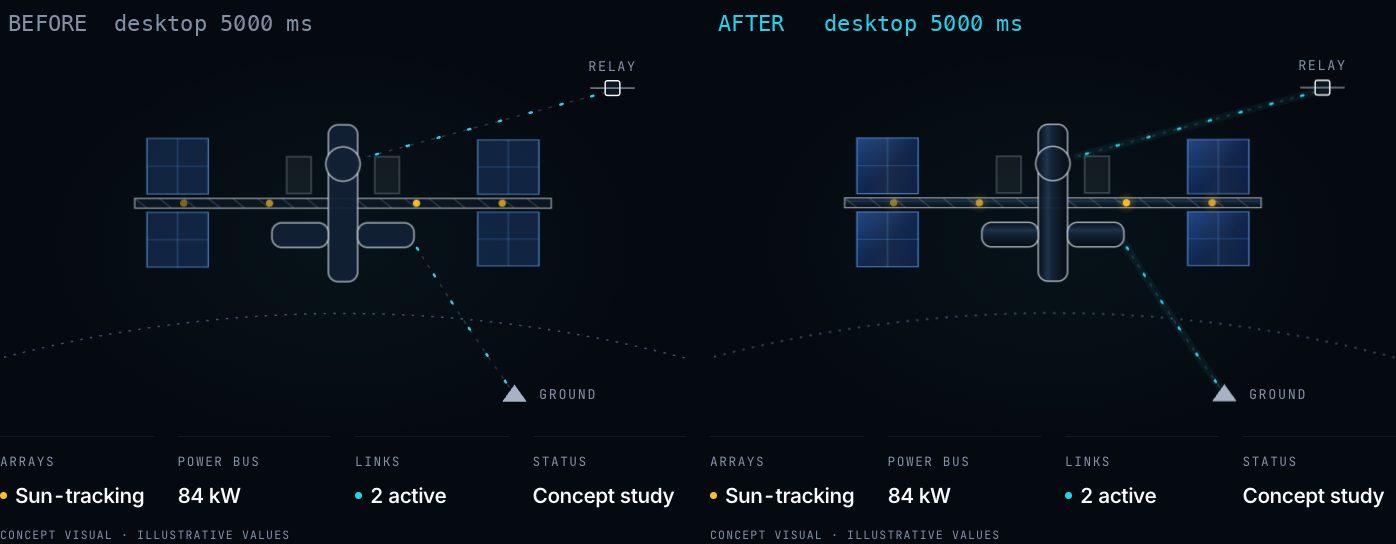 BEFORE desktop 5000 ms
RELAY
GROUND
ARRAYS POWER BUS LINKS STATUS
Sun-tracking 84 kW 2 active Concept study
CONCEPT VISUAL · ILLUSTRATIVE VALUES
AFTER desktop 5000 ms
RELAY
GROUND
ARRAYS POWER BUS LINKS STATUS
Sun-tracking 84 kW 2 active Concept study
CONCEPT VISUAL · ILLUSTRATIVE VALUES